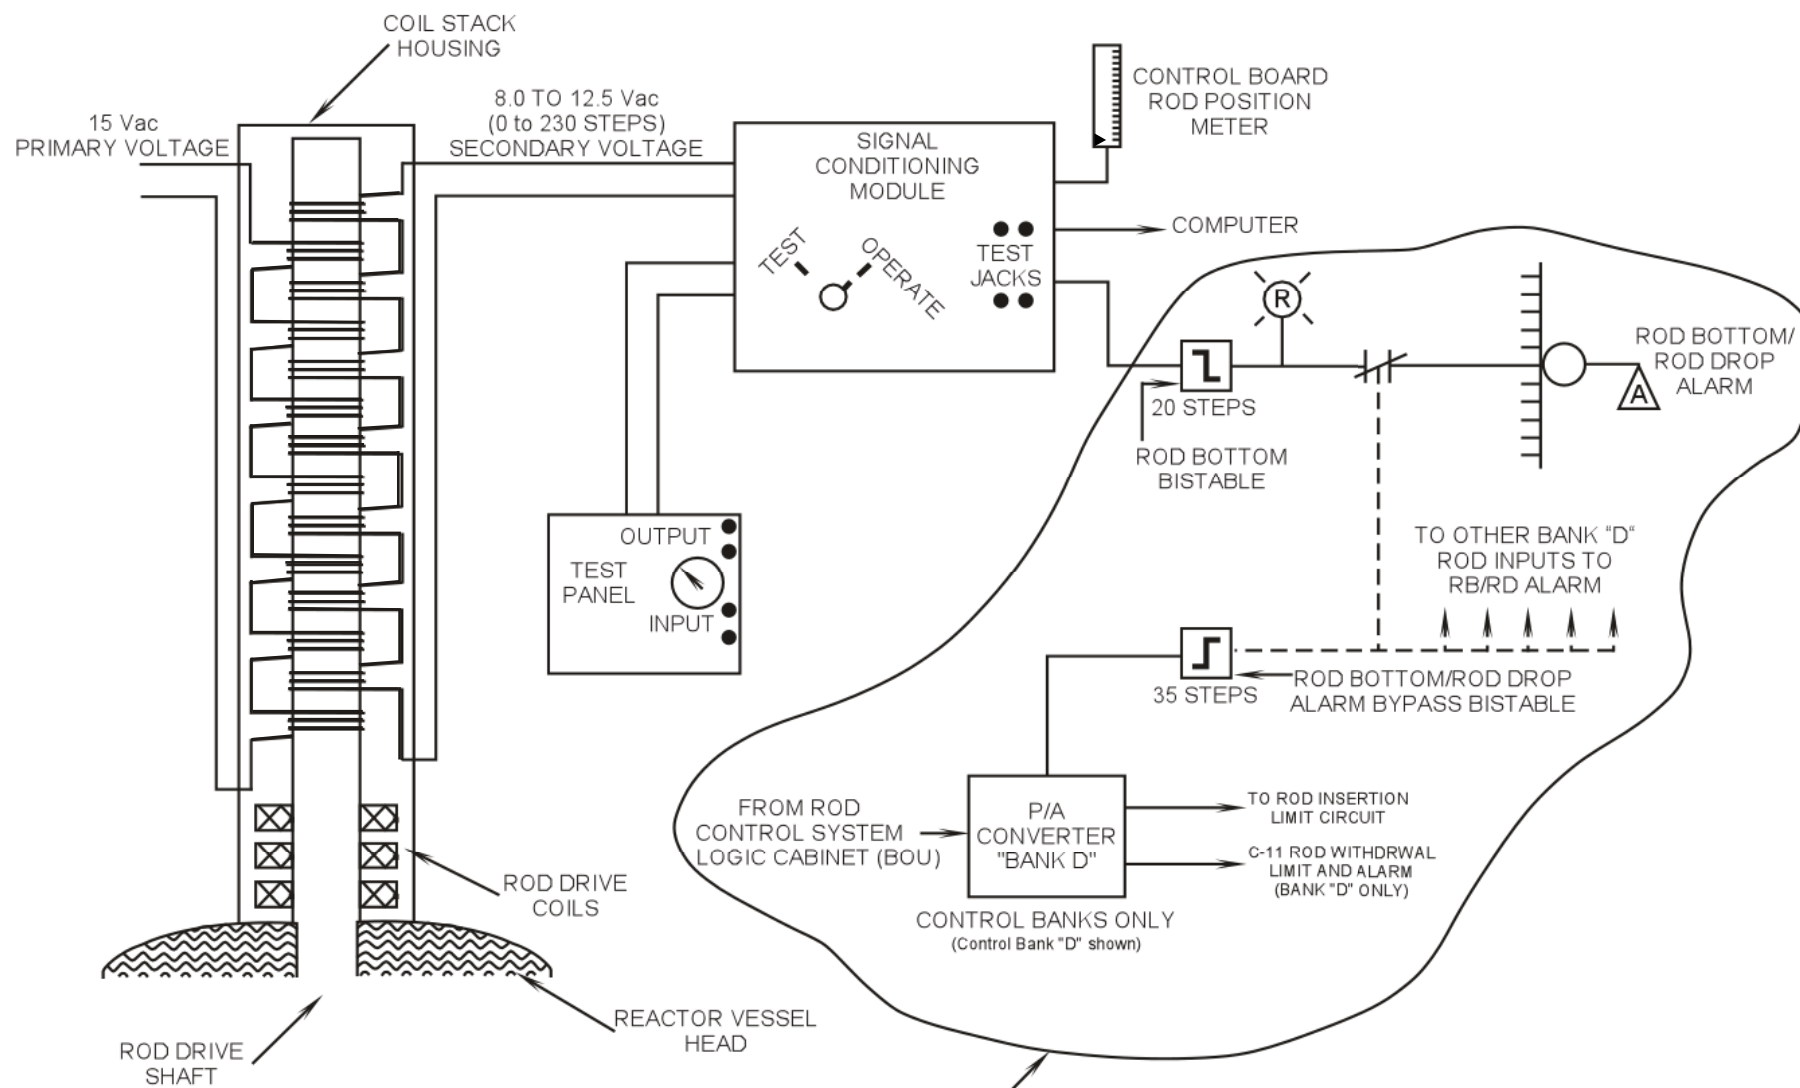 COIL STACK
HOUSING
15 Vac
PRIMARY VOLTAGE
8.0 TO 12.5 Vac
(0 to 230 STEPS)
SECONDARY VOLTAGE
SIGNAL
CONDITIONING
MODULE
TEST
OPERATE
TEST
JACKS
CONTROL BOARD
ROD POSITION
METER
COMPUTER
R
ROD BOTTOM/
ROD DROP
ALARM
A
20 STEPS
ROD BOTTOM
BISTABLE
OUTPUT
TEST
PANEL
INPUT
TO OTHER BANK "D"
ROD INPUTS TO
RB/RD ALARM
35 STEPS
ROD BOTTOM/ROD DROP
ALARM BYPASS BISTABLE
FROM ROD
CONTROL SYSTEM
LOGIC CABINET (BOU)
P/A
CONVERTER
"BANK D"
TO ROD INSERTION
LIMIT CIRCUIT
C-11 ROD WITHDRWAL
LIMIT AND ALARM
(BANK "D" ONLY)
CONTROL BANKS ONLY
(Control Bank "D" shown)
ROD DRIVE
COILS
REACTOR VESSEL
HEAD
ROD DRIVE
SHAFT